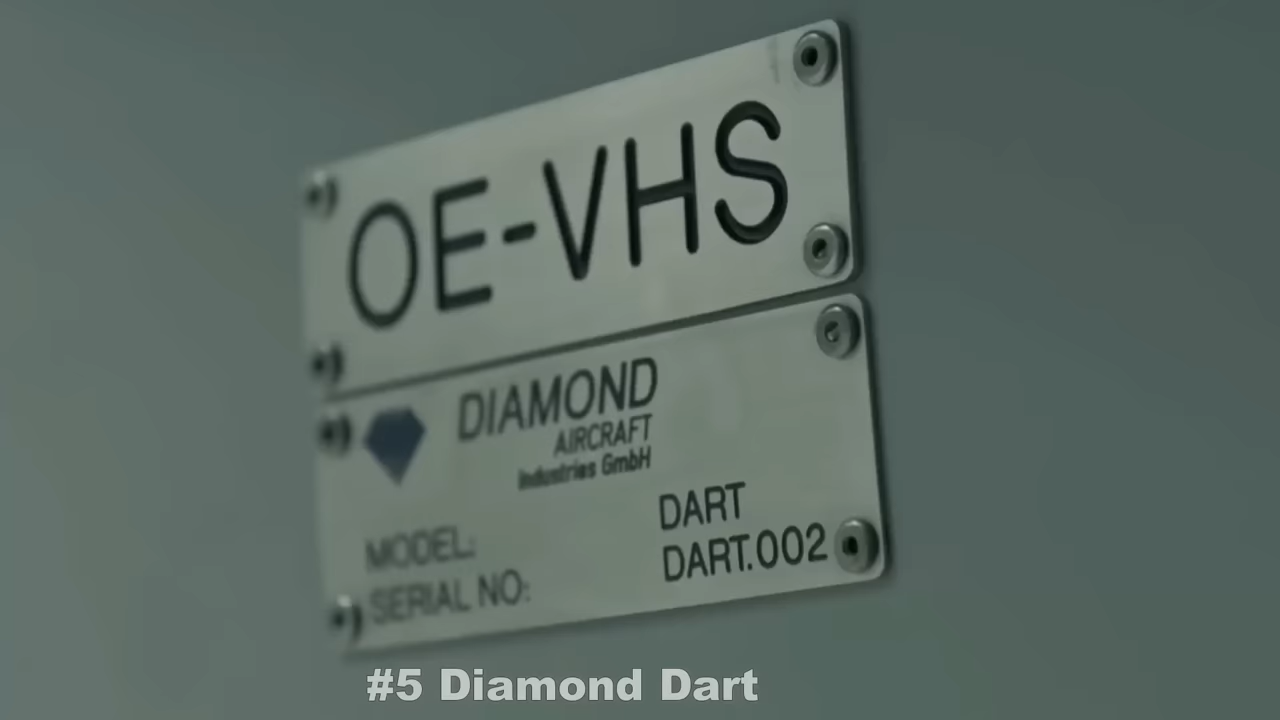 OE-VHS
DIAMOND
AIRCRAFT
Industries GmbH
MODEL: DART
SERIAL NO: DART.002
#5 Diamond Dart